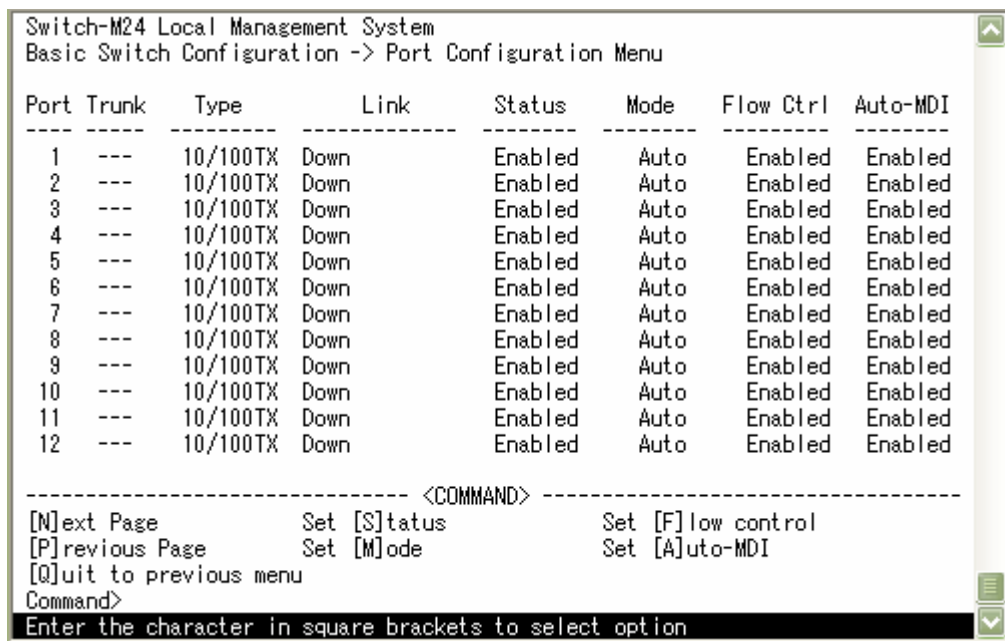 Switch-M24 Local Management System
Basic Switch Configuration -> Port Configuration Menu
Port Trunk Type Link Status Mode Flow Ctrl Auto-MDI
---- ----- --------- ------------- -------- -------- --------- --------
1 --- 10/100TX Down Enabled Auto Enabled Enabled
2 --- 10/100TX Down Enabled Auto Enabled Enabled
3 --- 10/100TX Down Enabled Auto Enabled Enabled
4 --- 10/100TX Down Enabled Auto Enabled Enabled
5 --- 10/100TX Down Enabled Auto Enabled Enabled
6 --- 10/100TX Down Enabled Auto Enabled Enabled
7 --- 10/100TX Down Enabled Auto Enabled Enabled
8 --- 10/100TX Down Enabled Auto Enabled Enabled
9 --- 10/100TX Down Enabled Auto Enabled Enabled
10 --- 10/100TX Down Enabled Auto Enabled Enabled
11 --- 10/100TX Down Enabled Auto Enabled Enabled
12 --- 10/100TX Down Enabled Auto Enabled Enabled
-------------------------------- <COMMAND> -----------------------------------
[N]ext Page Set [S]tatus Set [F]low control
[P]revious Page Set [M]ode Set [A]uto-MDI
[Q]uit to previous menu
Command>
Enter the character in square brackets to select option